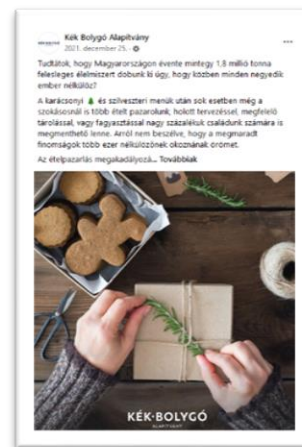 Kék Bolygó Alapítvány
2021. december 25.
Tudtátok, hogy Magyarországon évente mintegy 1,8 millió tonna
felesleges élelmiszert dobunk ki úgy, hogy közben minden negyedik
ember nélkülöz?
A karácsonyi 🌲 és szilveszteri menük után sok esetben még a
szokásosnál is több ételt pazarolunk, holott tervezéssel, megfelelő
tárolással, vagy fagyasztással nagy százalékuk családunk számára is
megmenthető lenne. Arról nem beszélve, hogy a megmaradt
finomságok több ezer nélkülözőnek okoznának örömet.
Az ételpazarlás megakadályozá... Továbbiak
KÉK·BOLYGÓ
ALAPÍTVÁNY